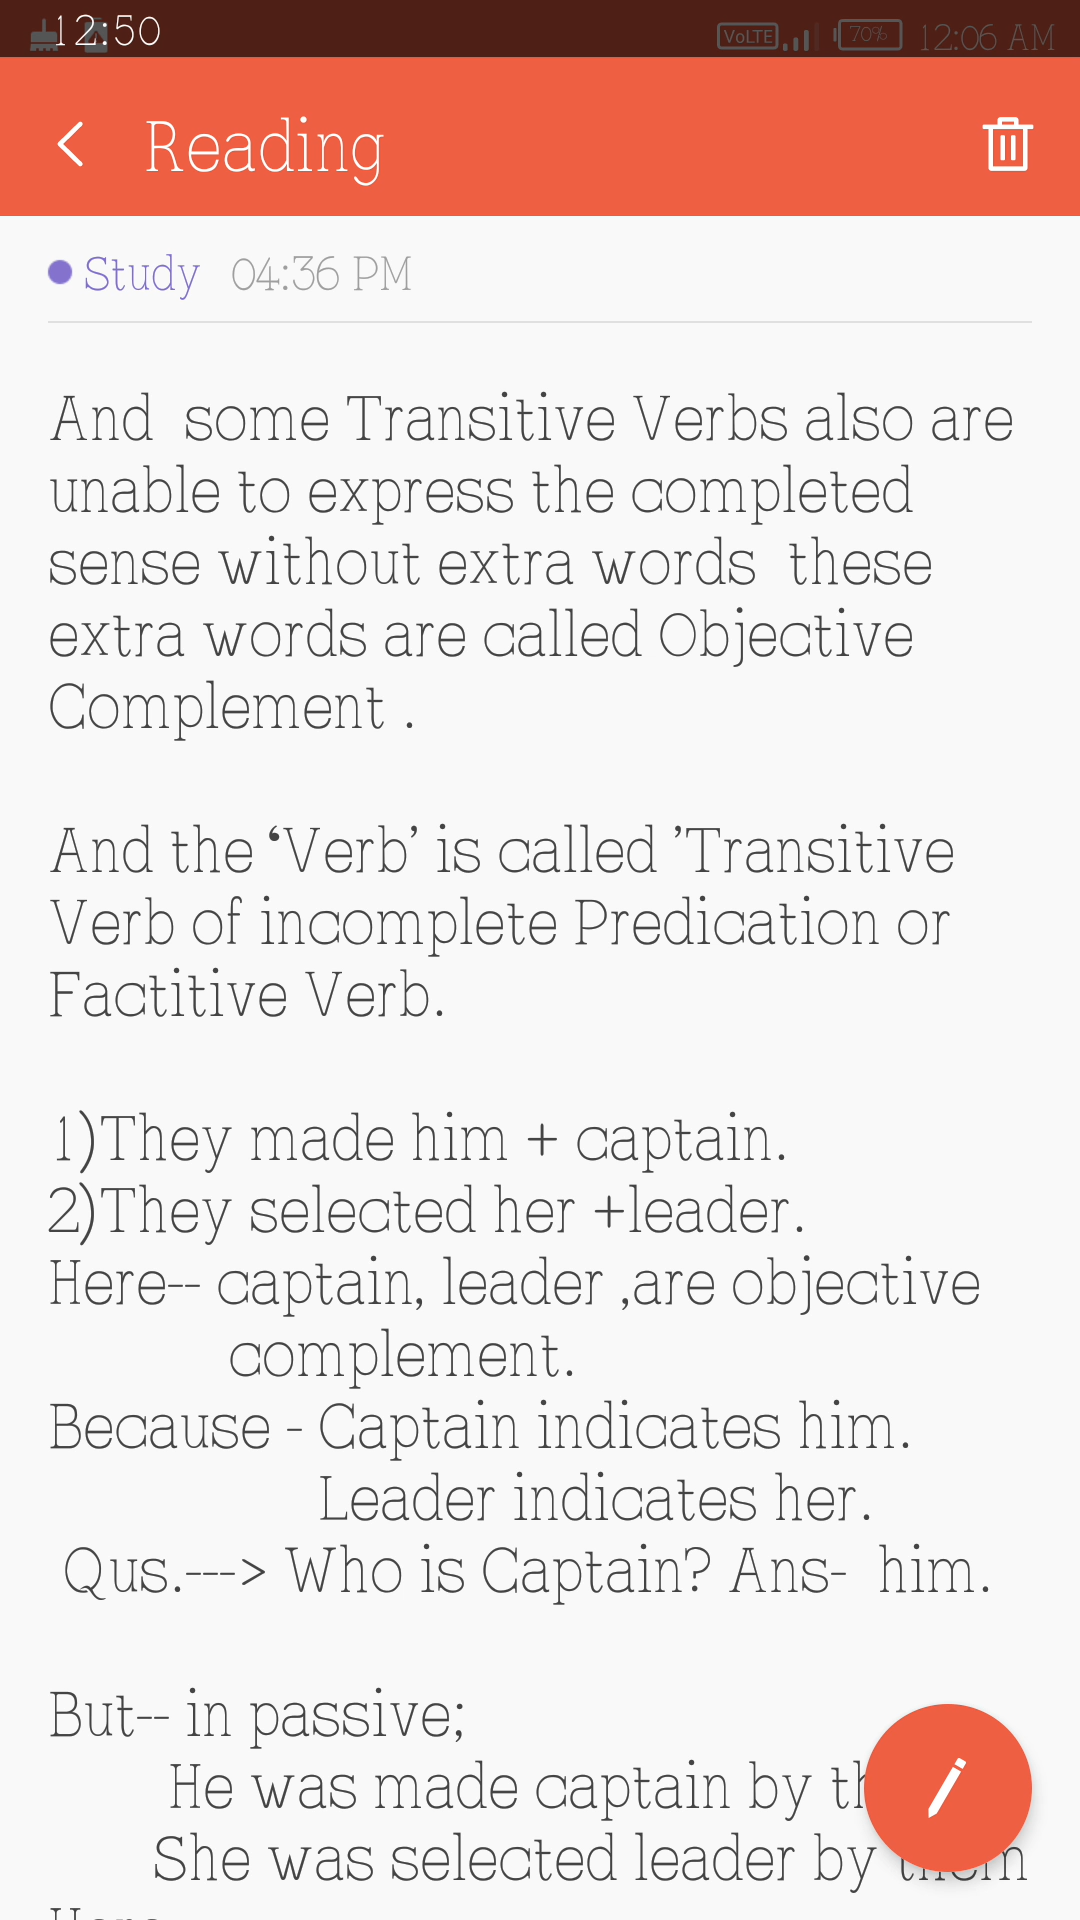 12:50 VoLTE 70% 12:06 AM
Reading
Study 04:36 PM
And some Transitive Verbs also are
unable to express the completed
sense without extra words these
extra words are called Objective
Complement .
And the ‘Verb’ is called ’Transitive
Verb of incomplete Predication or
Factitive Verb.
1)They made him + captain.
2)They selected her +leader.
Here-- captain, leader ,are objective
complement.
Because - Captain indicates him.
Leader indicates her.
Qus.---> Who is Captain? Ans- him.
But-- in passive;
He was made captain by
She was selected leader by them